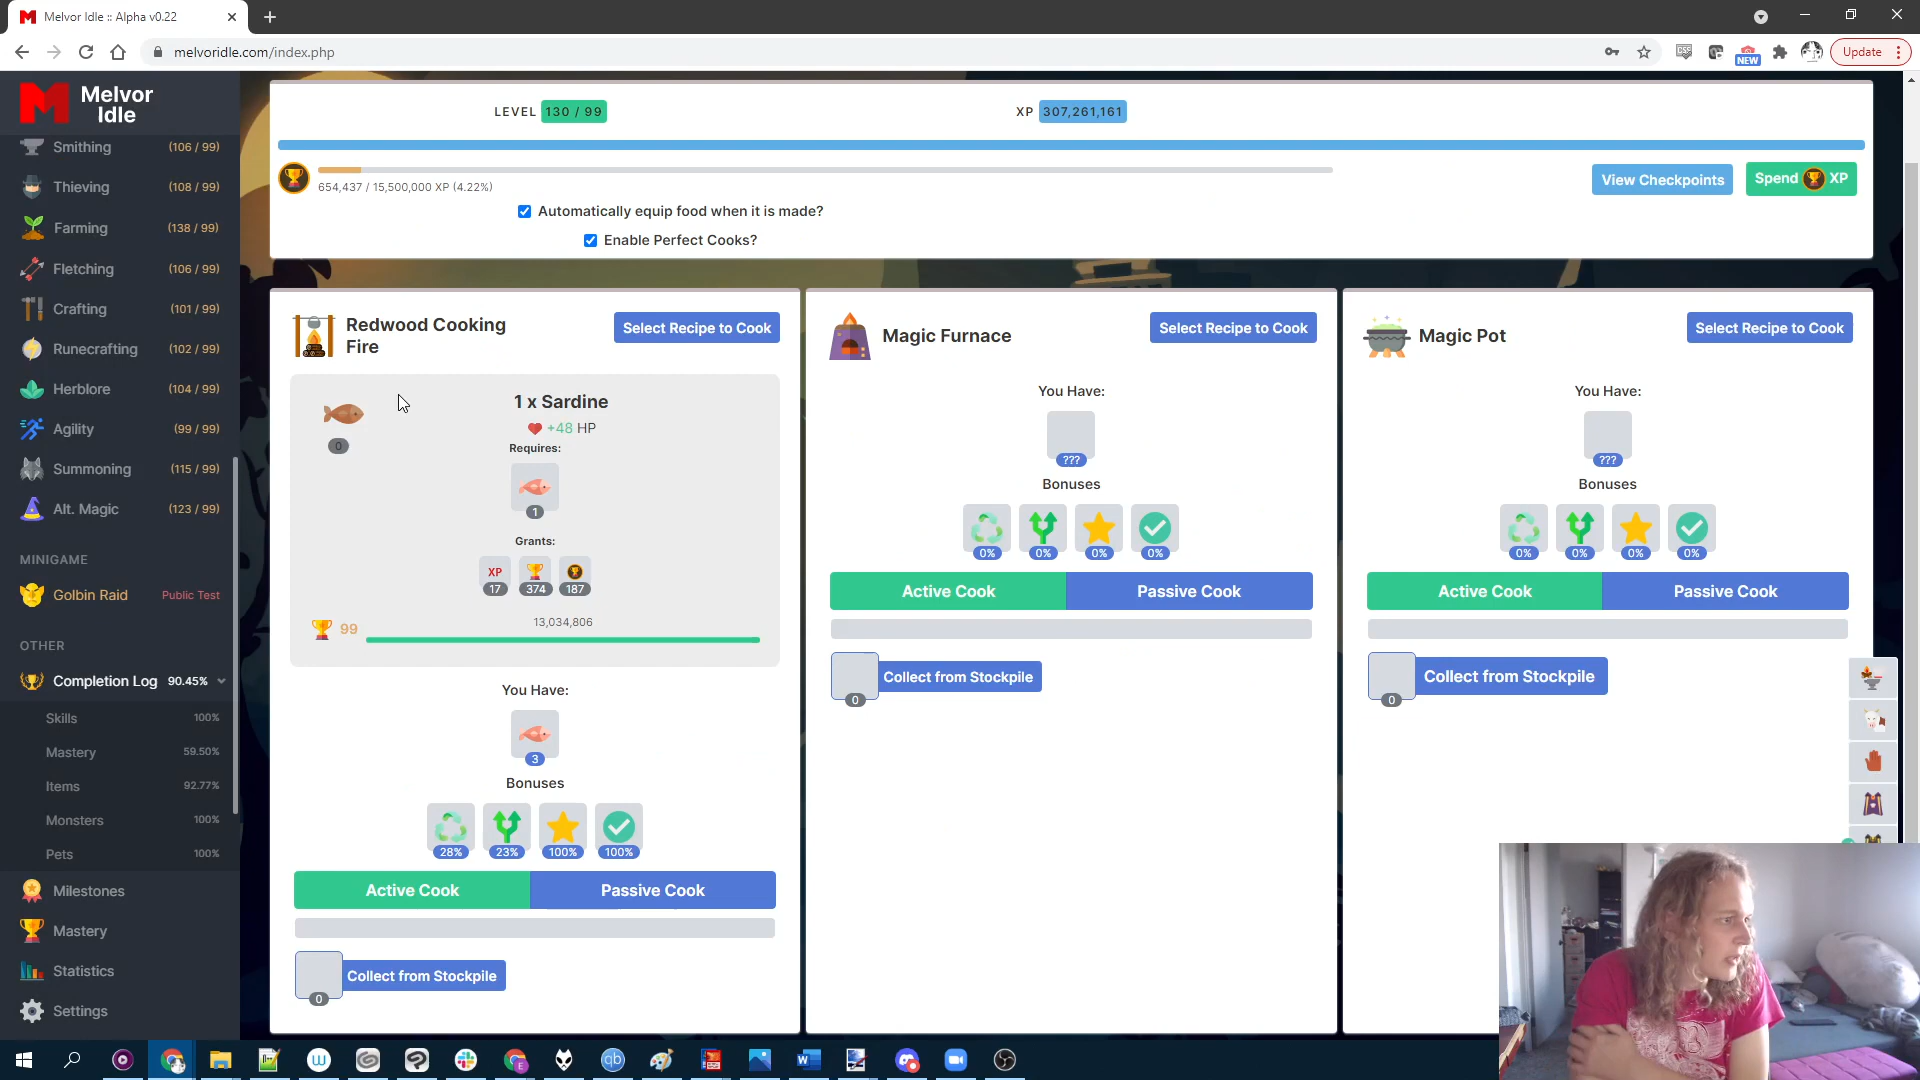 Melvor Idle :: Alpha v0.22
melvoridle.com/index.php
NEW
Update
Melvor
Idle
Smithing (106 / 99)
Thieving (108 / 99)
Farming (138 / 99)
Fletching (106 / 99)
Crafting (101 / 99)
Runecrafting (102 / 99)
Herblore (104 / 99)
Agility (99 / 99)
Summoning (115 / 99)
Alt. Magic (123 / 99)
MINIGAME
Golbin Raid Public Test
OTHER
Completion Log 90.45%
Skills 100%
Mastery 59.50%
Items 92.77%
Monsters 100%
Pets 100%
Milestones
Mastery
Statistics
Settings
LEVEL 130 / 99
XP 307,261,161
654,437 / 15,500,000 XP (4.22%)
View Checkpoints
Spend XP
Automatically equip food when it is made?
Enable Perfect Cooks?
Redwood Cooking
Fire
Select Recipe to Cook
1 x Sardine
0
+48 HP
Requires:
1
Grants:
XP
17 374 187
99
13,034,806
You Have:
3
Bonuses
28% 23% 100% 100%
Active Cook Passive Cook
Collect from Stockpile
0
Magic Furnace
Select Recipe to Cook
You Have:
???
Bonuses
0% 0% 0% 0%
Active Cook Passive Cook
Collect from Stockpile
0
Magic Pot
Select Recipe to Cook
You Have:
???
Bonuses
0% 0% 0% 0%
Active Cook Passive Cook
Collect from Stockpile
0